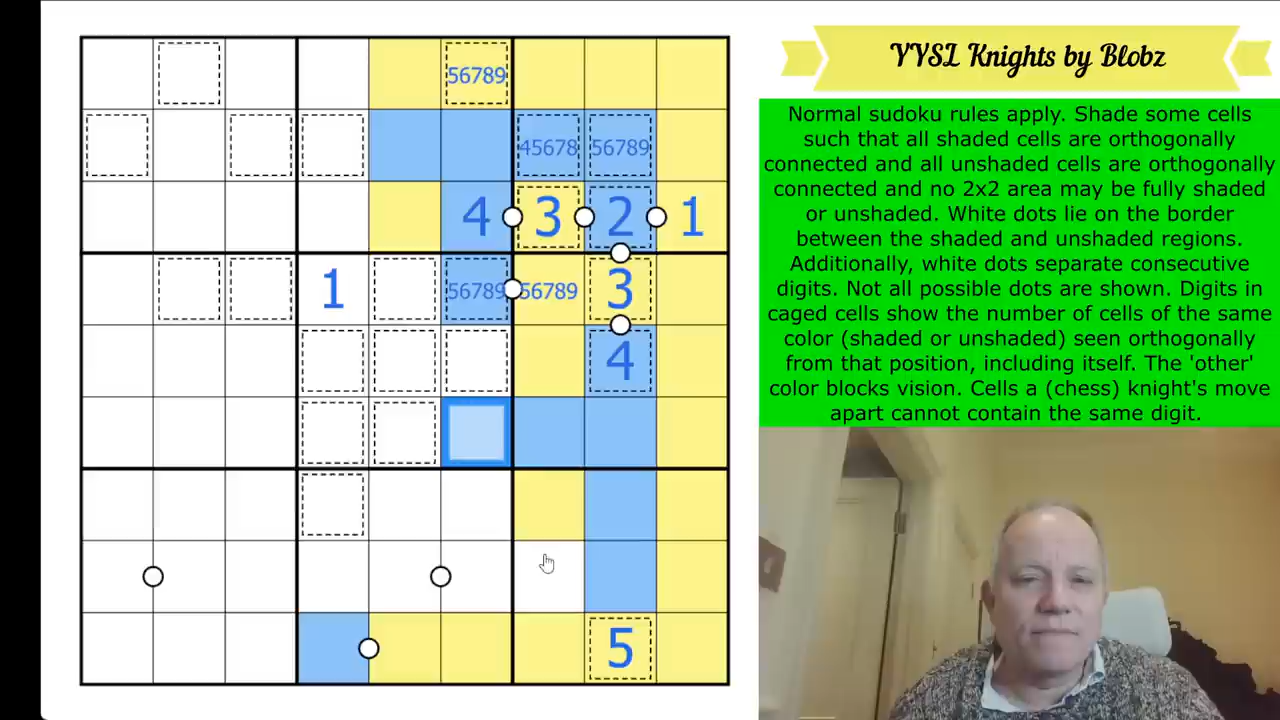 YYSL Knights by Blobz
Normal sudoku rules apply. Shade some cells
such that all shaded cells are orthogonally
connected and all unshaded cells are orthogonally
connected and no 2x2 area may be fully shaded
or unshaded. White dots lie on the border
between the shaded and unshaded regions.
Additionally, white dots separate consecutive
digits. Not all possible dots are shown. Digits in
caged cells show the number of cells of the same
color (shaded or unshaded) seen orthogonally
from that position, including itself. The 'other'
color blocks vision. Cells a (chess) knight's move
apart cannot contain the same digit.
56789
45678 56789
4 3 2 1
1 56789 56789 3
4
5